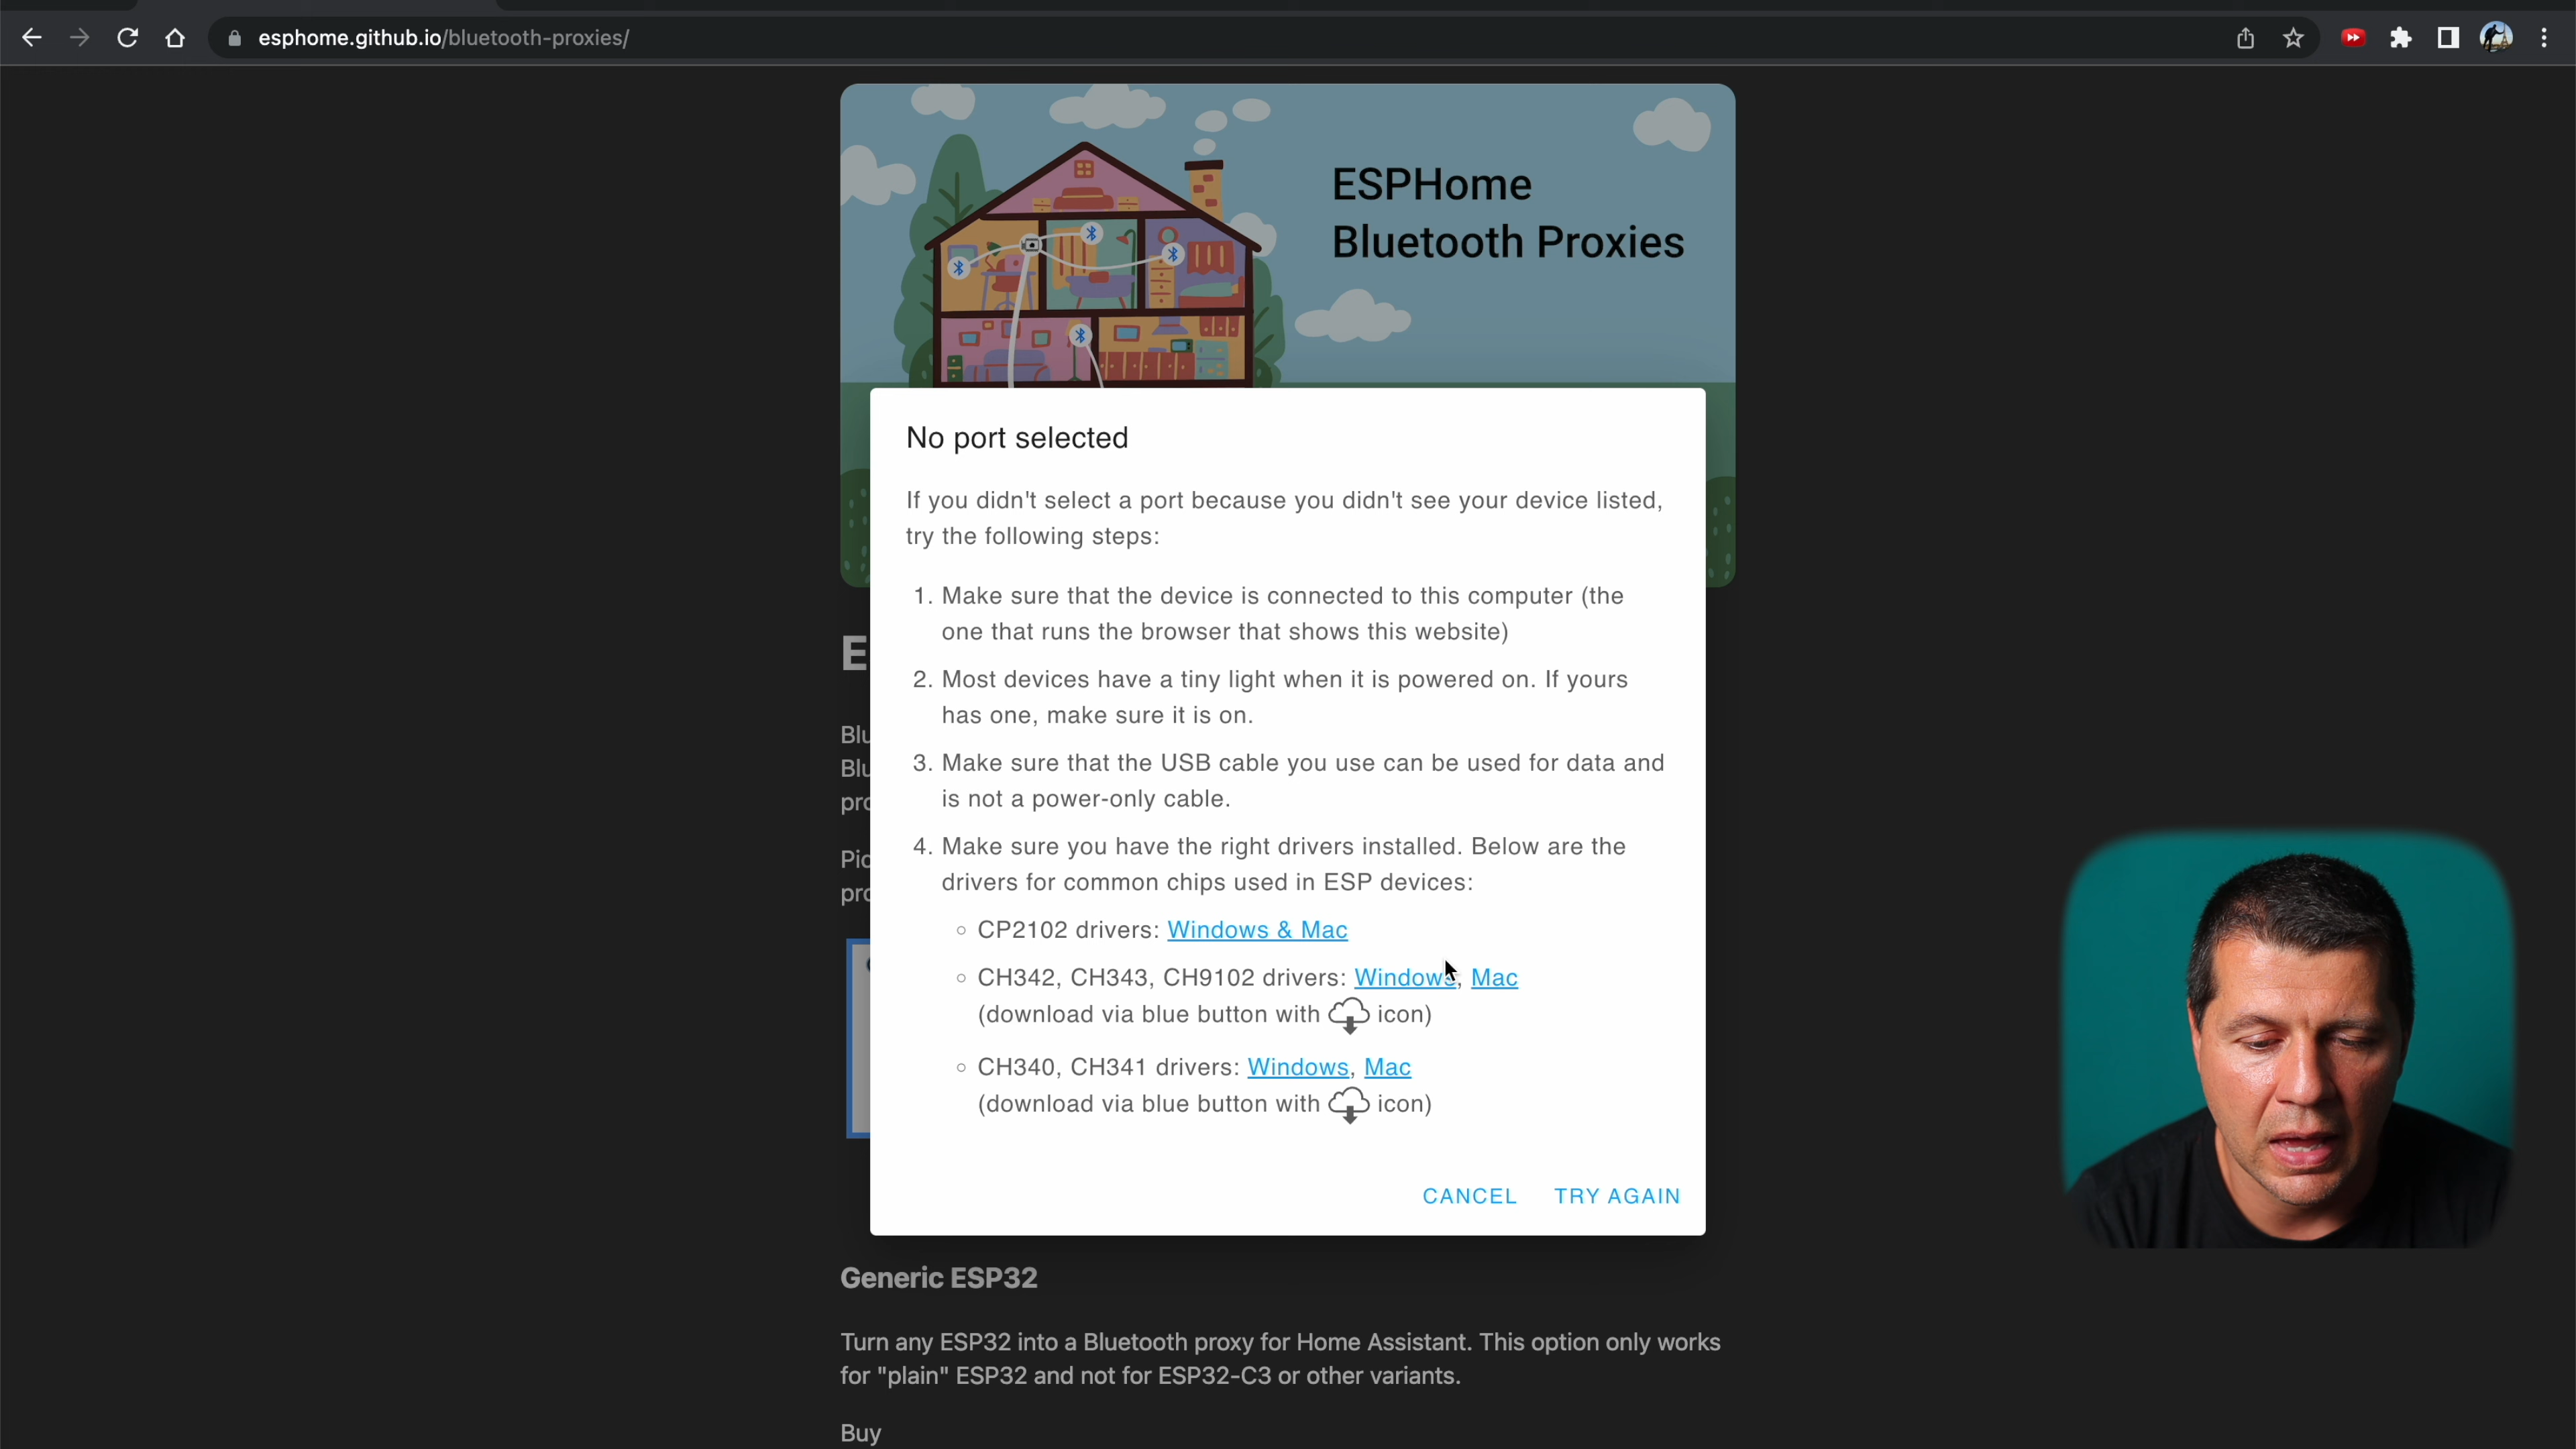 esphome.github.io/bluetooth-proxies/
ESPHome
Bluetooth Proxies
No port selected
If you didn't select a port because you didn't see your device listed,
try the following steps:
1. Make sure that the device is connected to this computer (the
one that runs the browser that shows this website)
2. Most devices have a tiny light when it is powered on. If yours
has one, make sure it is on.
3. Make sure that the USB cable you use can be used for data and
is not a power-only cable.
4. Make sure you have the right drivers installed. Below are the
drivers for common chips used in ESP devices:
CP2102 drivers: Windows & Mac
CH342, CH343, CH9102 drivers: Windows, Mac
(download via blue button with icon)
CH340, CH341 drivers: Windows, Mac
(download via blue button with icon)
CANCEL TRY AGAIN
Generic ESP32
Turn any ESP32 into a Bluetooth proxy for Home Assistant. This option only works
for "plain" ESP32 and not for ESP32-C3 or other variants.
Buy